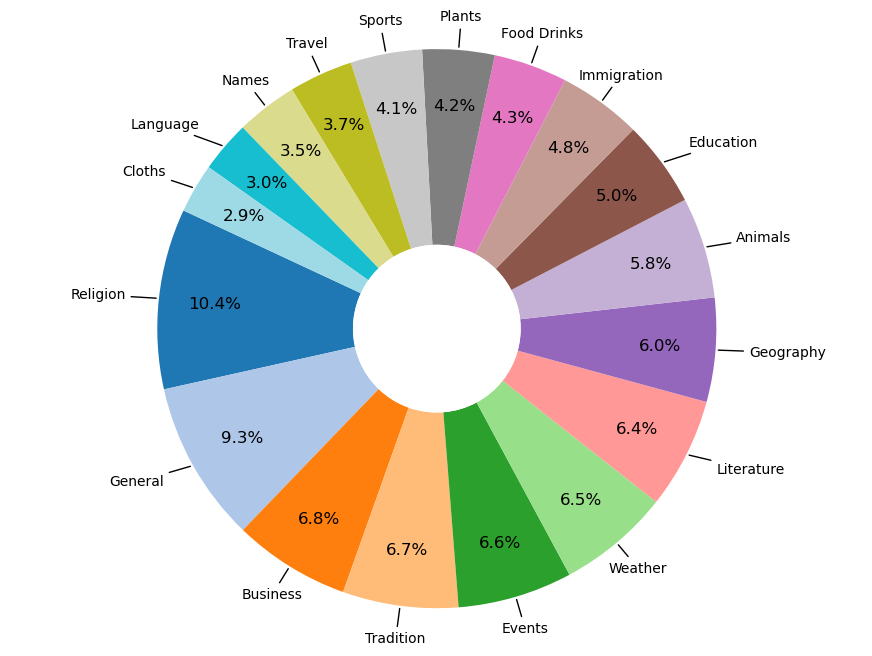 Plants
Sports
Food Drinks
Travel
Immigration
Names
Language
Education
Cloths
Animals
Religion
Geography
General
Literature
Weather
Business
Events
Tradition
4.2%
4.1%
4.3%
3.7%
4.8%
3.5%
3.0%
5.0%
2.9%
5.8%
10.4%
6.0%
6.4%
9.3%
6.5%
6.8%
6.6%
6.7%